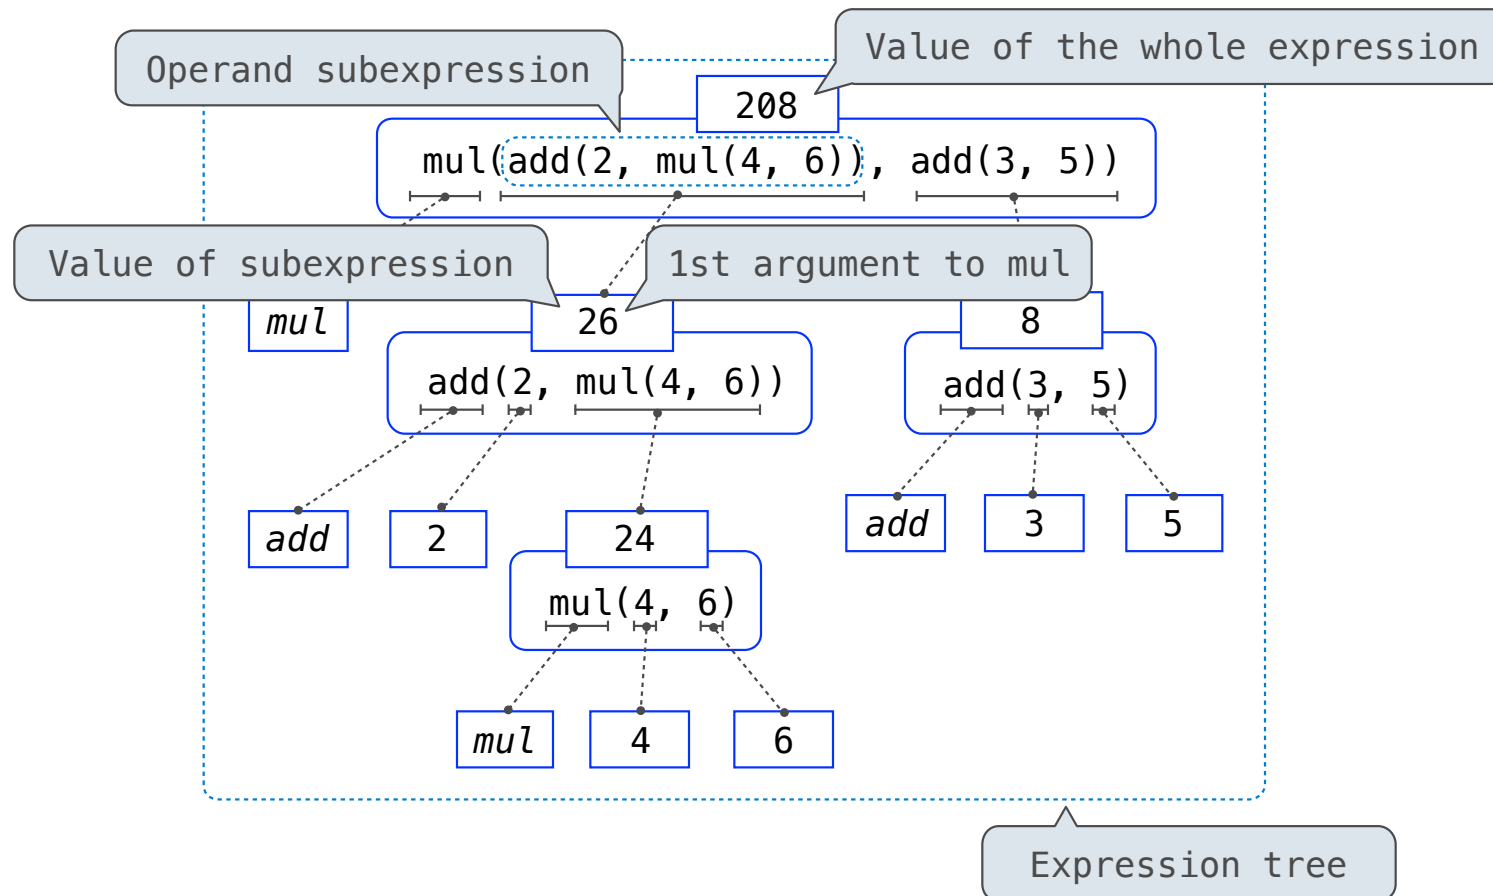 Value of the whole expression
Operand subexpression
208
mul(add(2, mul(4, 6)), add(3, 5))
Value of subexpression
1st argument to mul
mul
26
8
add(2, mul(4, 6))
add(3, 5)
add
2
24
add
3
5
mul(4, 6)
mul
4
6
Expression tree